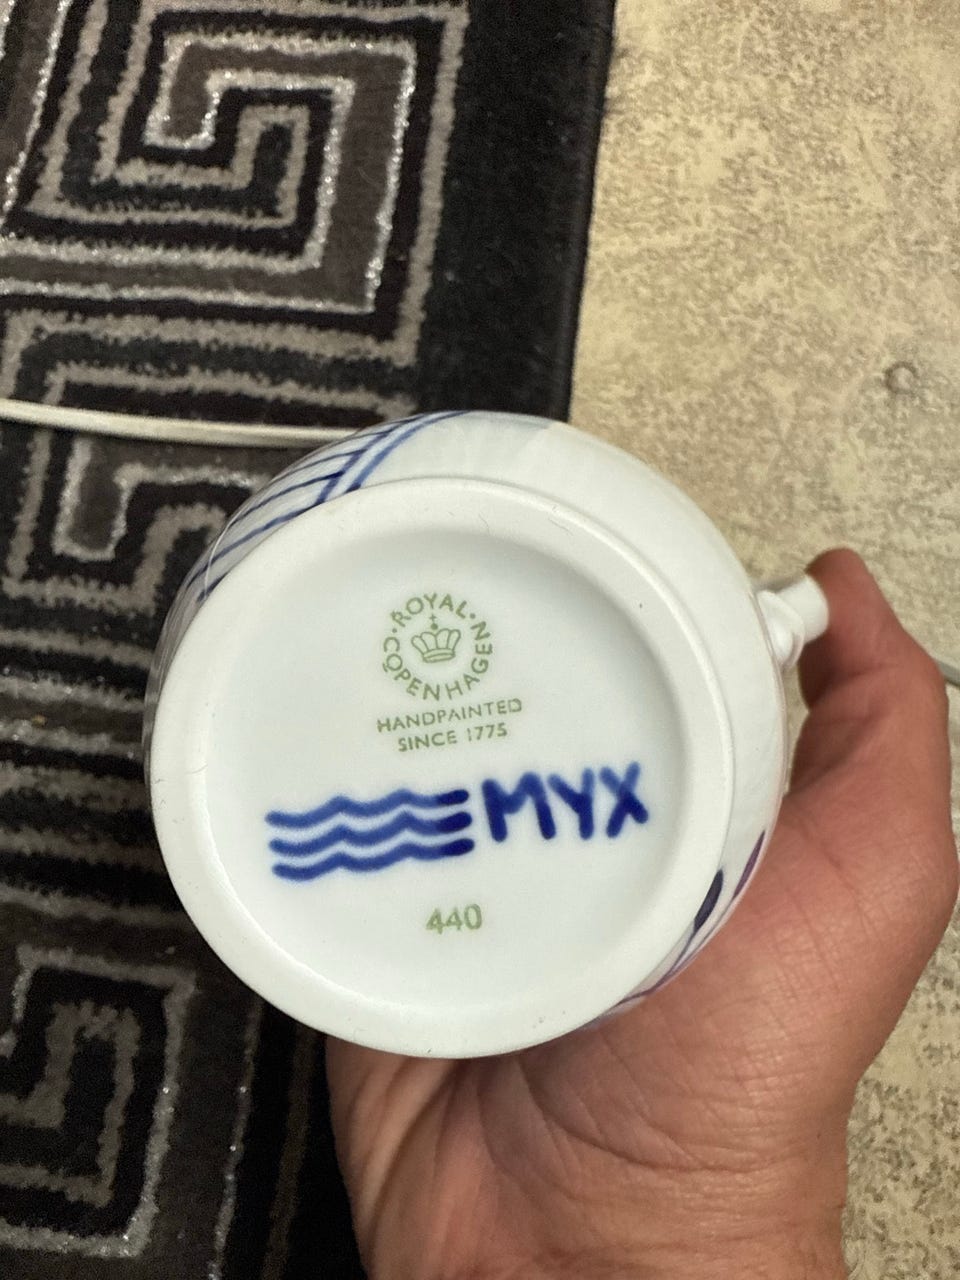 ROYAL·COPENHAGEN·
HANDPAINTED
SINCE 1775
MYX
440